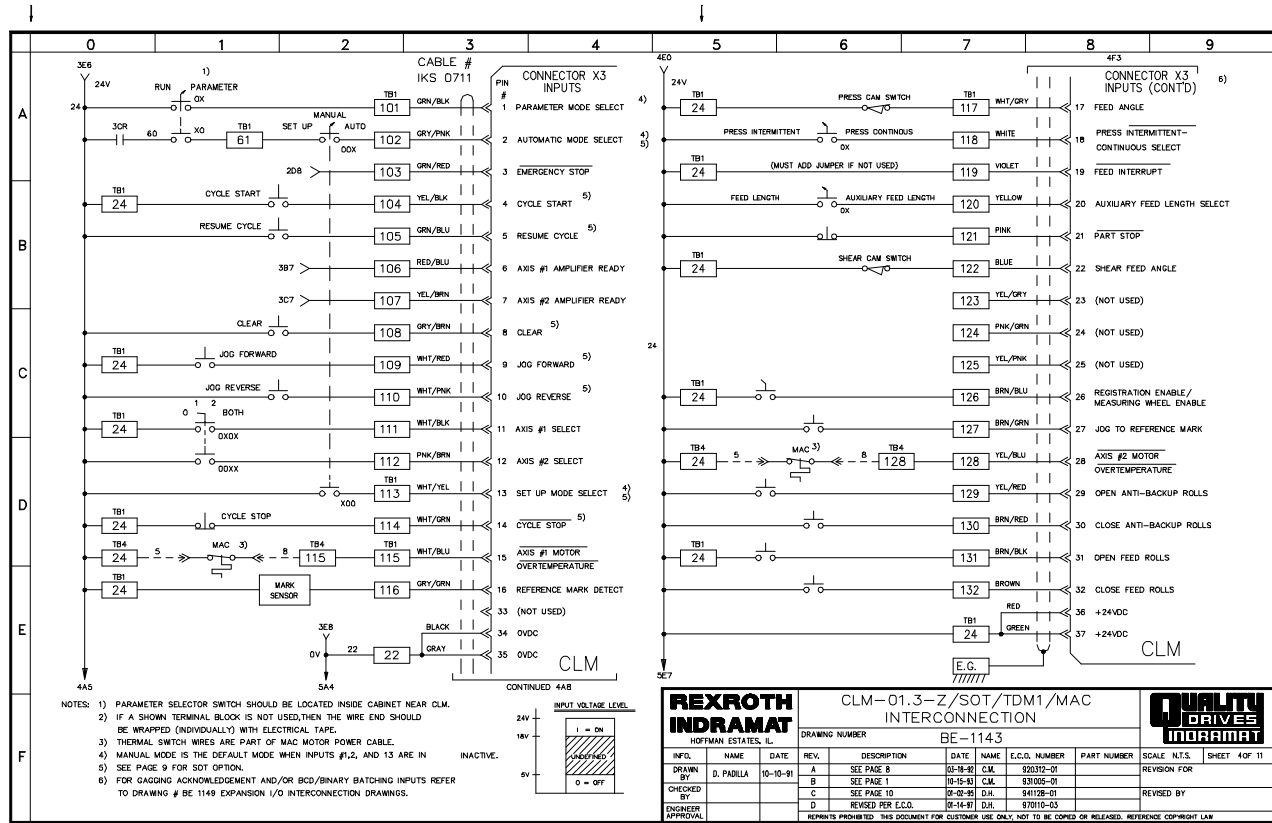 0 1 2 3 4 5 6 7 8 9
A
B
C
D
E
F
3E6
24V
1)
RUN PARAMETER
OX
CABLE #
IKS 0711
CONNECTOR X3
INPUTS
PIN
#
24
TB1
101 GRN/BLK 1 PARAMETER MODE SELECT 4)
MANUAL
3CR 60 XO TB1 61 SET UP AUTO OOX 102 GRY/PNK 2 AUTOMATIC MODE SELECT 4) 5)
2D8 103 GRN/RED 3 EMERGENCY STOP
TB1 24 CYCLE START 104 YEL/BLK 4 CYCLE START 5)
RESUME CYCLE 105 GRN/BLU 5 RESUME CYCLE 5)
3B7 106 RED/BLU 6 AXIS #1 AMPLIFIER READY
3C7 107 YEL/BRN 7 AXIS #2 AMPLIFIER READY
CLEAR 108 GRY/BRN 8 CLEAR 5)
TB1 24 JOG FORWARD 109 WHT/RED 9 JOG FORWARD 5)
JOG REVERSE 110 WHT/PNK 10 JOG REVERSE 5)
0 1 2 BOTH
TB1 24 OXOX 111 WHT/BLK 11 AXIS #1 SELECT
OOXX 112 PNK/BRN 12 AXIS #2 SELECT
XOO TB1 113 WHT/YEL 13 SET UP MODE SELECT 4) 5)
TB1 24 CYCLE STOP 114 WHT/GRN 14 CYCLE STOP 5)
TB4 24 5 MAC 3) 8 TB4 115 TB1 115 WHT/BLU 15 AXIS #1 MOTOR
OVERTEMPERATURE
TB1 24 MARK SENSOR 116 GRY/GRN 16 REFERENCE MARK DETECT
33 (NOT USED)
3E8 BLACK 34 0VDC
0V 22 22 GRAY 35 0VDC
CLM
4A5 5A4 CONTINUED 4A8
4E0
24V
4F3
CONNECTOR X3
INPUTS (CONT'D)
6)
TB1 24 PRESS CAM SWITCH TB1 117 WHT/GRY 17 FEED ANGLE
PRESS INTERMITTENT PRESS CONTINOUS OX 118 WHITE 18 PRESS INTERMITTENT-
CONTINUOUS SELECT
TB1 24 (MUST ADD JUMPER IF NOT USED) 119 VIOLET 19 FEED INTERRUPT
FEED LENGTH AUXILIARY FEED LENGTH OX 120 YELLOW 20 AUXILIARY FEED LENGTH SELECT
121 PINK 21 PART STOP
TB1 24 SHEAR CAM SWITCH 122 BLUE 22 SHEAR FEED ANGLE
123 YEL/GRY 23 (NOT USED)
124 PNK/GRN 24 (NOT USED)
24
125 YEL/PNK 25 (NOT USED)
TB1 24 TB1 126 BRN/BLU 26 REGISTRATION ENABLE/
MEASURING WHEEL ENABLE
127 BRN/GRN 27 JOG TO REFERENCE MARK
TB4 24 5 MAC 3) 8 TB4 128 128 YEL/BLU 28 AXIS #2 MOTOR
OVERTEMPERATURE
129 YEL/RED 29 OPEN ANTI-BACKUP ROLLS
130 BRN/RED 30 CLOSE ANTI-BACKUP ROLLS
TB1 24 131 BRN/BLK 31 OPEN FEED ROLLS
132 BROWN 32 CLOSE FEED ROLLS
RED 36 +24VDC
TB1 24 GREEN 37 +24VDC
E.G.
CLM
5E7
NOTES: 1) PARAMETER SELECTOR SWITCH SHOULD BE LOCATED INSIDE CABINET NEAR CLM.
2) IF A SHOWN TERMINAL BLOCK IS NOT USED,THEN THE WIRE END SHOULD
BE WRAPPED (INDIVIDUALLY) WITH ELECTRICAL TAPE.
3) THERMAL SWITCH WIRES ARE PART OF MAC MOTOR POWER CABLE.
4) MANUAL MODE IS THE DEFAULT MODE WHEN INPUTS #1,2, AND 13 ARE IN INACTIVE.
5) SEE PAGE 9 FOR SOT OPTION.
6) FOR GAGGING ACKNOWLEDGEMENT AND/OR BCD/BINARY BATCHING INPUTS REFER
TO DRAWING # BE 1149 EXPANSION I/O INTERCONNECTION DRAWINGS.
INPUT VOLTAGE LEVEL
24V
1 = ON
18V
UNDEFINED
5V
0 = OFF
REXROTH
INDRAMAT
HOFFMAN ESTATES, IL.
CLM-01.3-Z/SOT/TDM1/MAC
INTERCONNECTION
DRAWING NUMBER BE-1143
QUALITY
DRIVES
INDRAMAT
INFO. NAME DATE REV. DESCRIPTION DATE NAME E.C.O. NUMBER PART NUMBER SCALE N.T.S. SHEET 4OF 11
DRAWN BY D. PADILLA 10-10-91 A SEE PAGE 8 03-18-92 C.M. 920312-01 REVISION FOR
B SEE PAGE 1 10-15-93 C.M. 931005-01
CHECKED BY C SEE PAGE 10 01-02-95 D.H. 941128-01 REVISED BY
ENGINEER APPROVAL D REVISED PER E.C.O. 01-14-97 D.H. 970110-03
REPRINTS PROHIBITED THIS DOCUMENT FOR CUSTOMER USE ONLY, NOT TO BE COPIED OR RELEASED. REFERENCE COPYRIGHT LAW